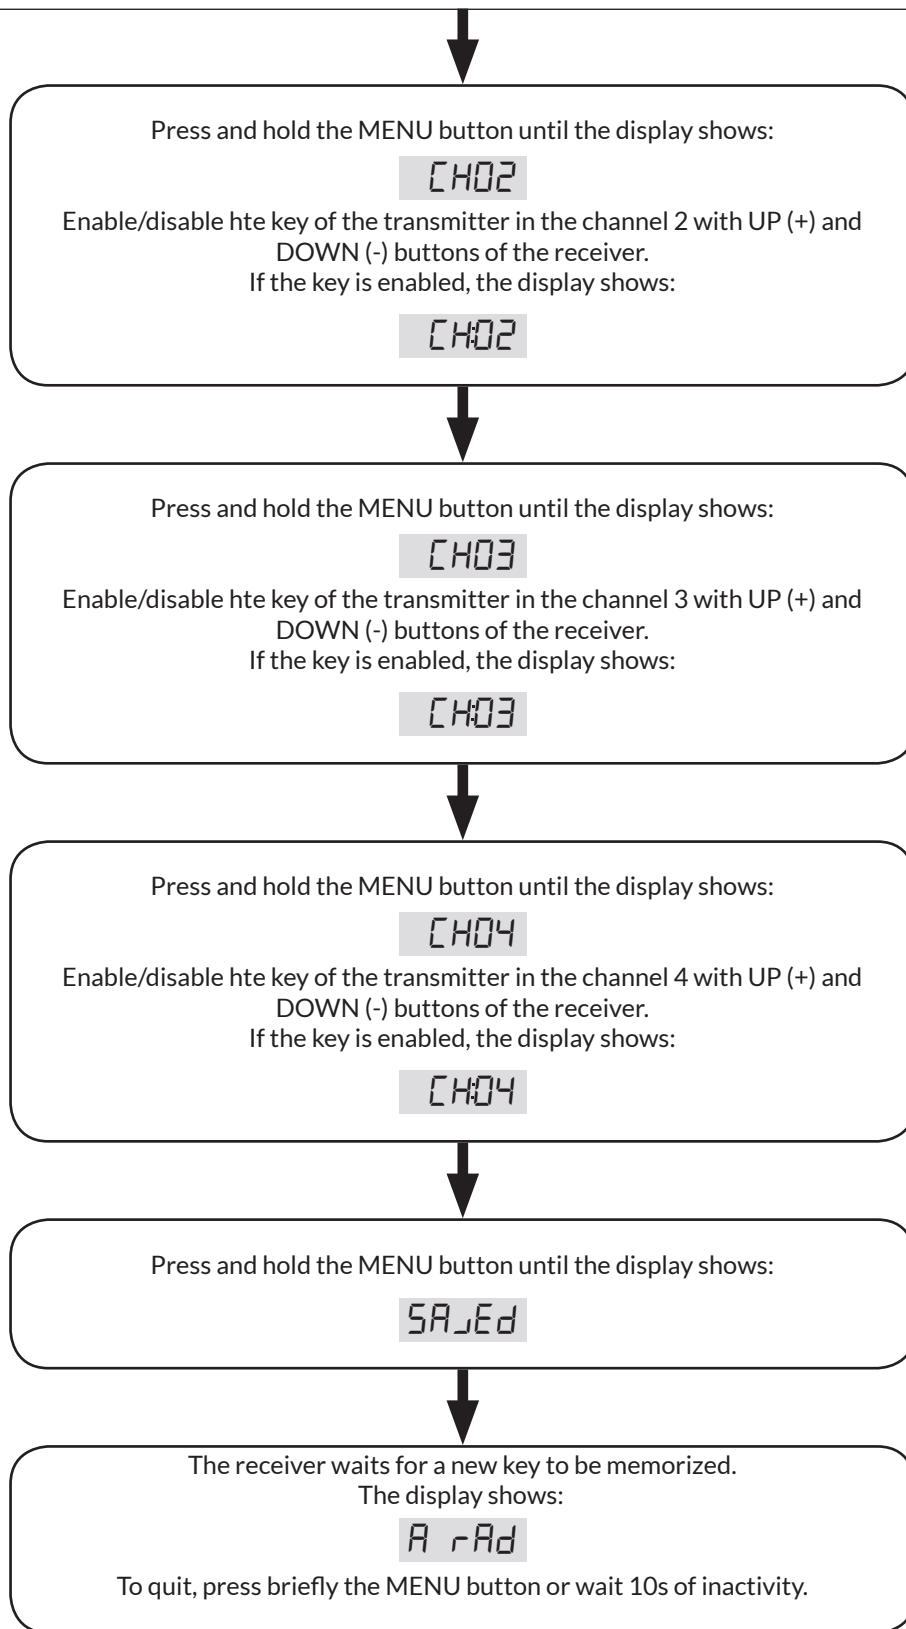 Press and hold the MENU button until the display shows:
CH02
Enable/disable hte key of the transmitter in the channel 2 with UP (+) and
DOWN (-) buttons of the receiver.
If the key is enabled, the display shows:
CH:02
Press and hold the MENU button until the display shows:
CH03
Enable/disable hte key of the transmitter in the channel 3 with UP (+) and
DOWN (-) buttons of the receiver.
If the key is enabled, the display shows:
CH:03
Press and hold the MENU button until the display shows:
CH04
Enable/disable hte key of the transmitter in the channel 4 with UP (+) and
DOWN (-) buttons of the receiver.
If the key is enabled, the display shows:
CH:04
Press and hold the MENU button until the display shows:
SAvEd
The receiver waits for a new key to be memorized.
The display shows:
A rAd
To quit, press briefly the MENU button or wait 10s of inactivity.